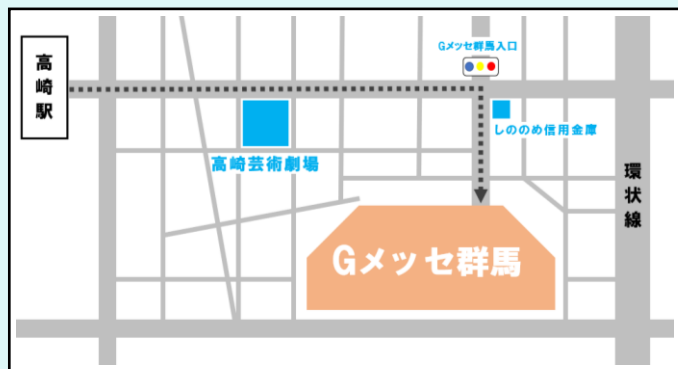 高崎駅
Gメッセ群馬入口
しののめ信用金庫
高崎芸術劇場
環状線
Gメッセ群馬